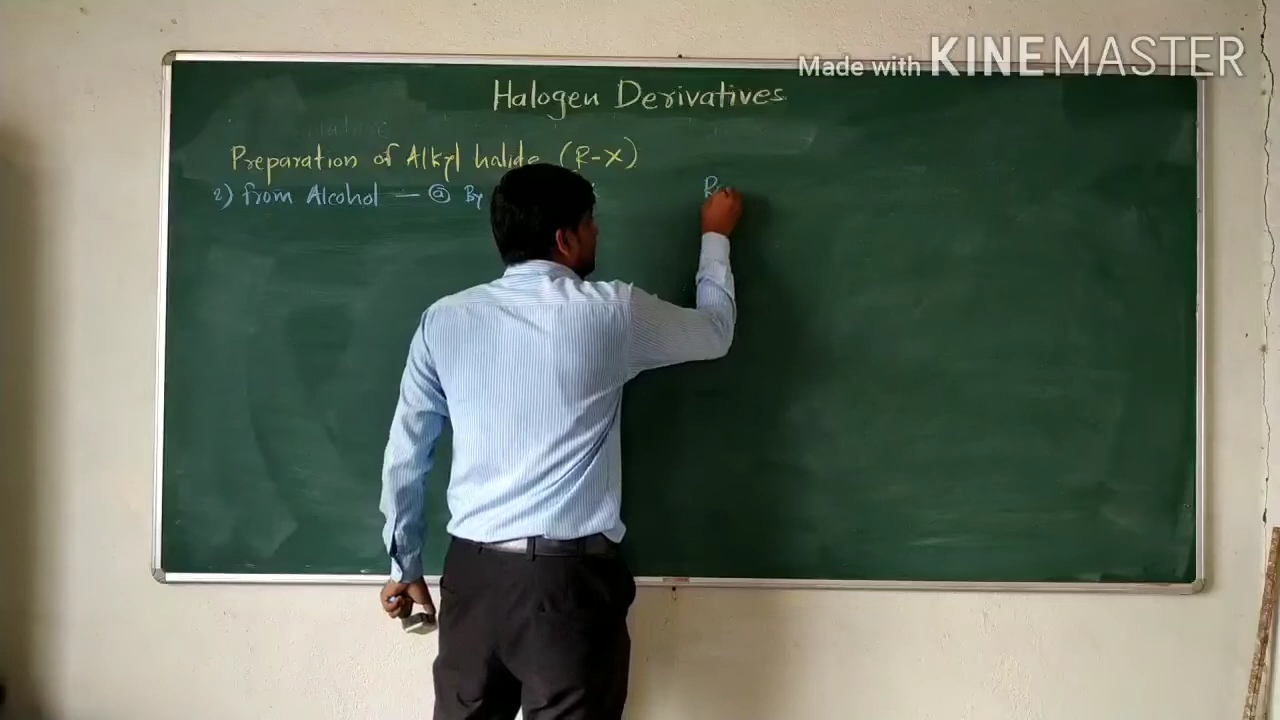 Made with KINEMASTER
Halogen Derivatives
Preparation of Alkyl halide (R-X)
2) from Alcohol — ⓐ By